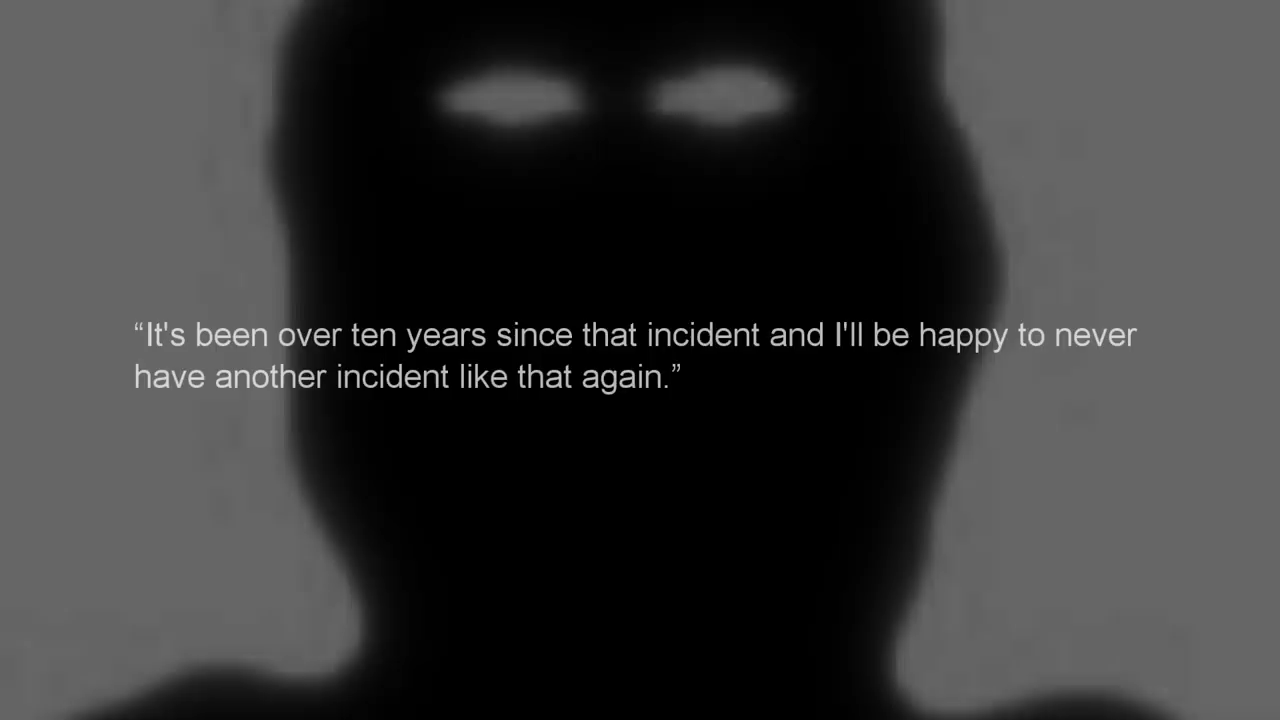 “It's been over ten years since that incident and I'll be happy to never
have another incident like that again.”